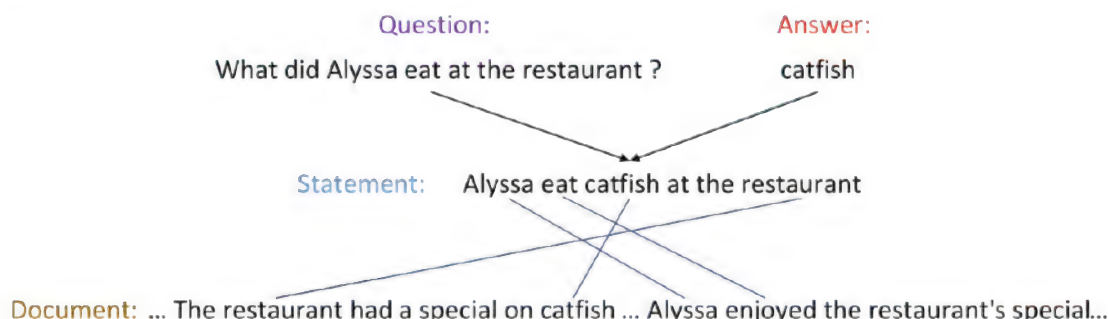 Question: Answer:
What did Alyssa eat at the restaurant ? catfish
Statement: Alyssa eat catfish at the restaurant
Document: ... The restaurant had a special on catfish ... Alyssa enjoyed the restaurant's special...